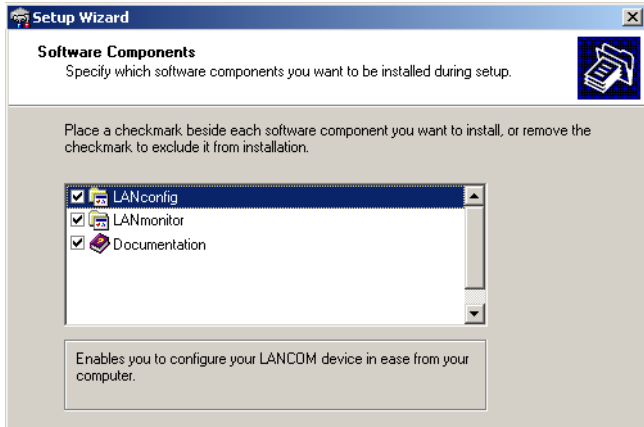 Setup Wizard
Software Components
Specify which software components you want to be installed during setup.
Place a checkmark beside each software component you want to install, or remove the
checkmark to exclude it from installation.
LANconfig
LANmonitor
Documentation
Enables you to configure your LANCOM device in ease from your
computer.